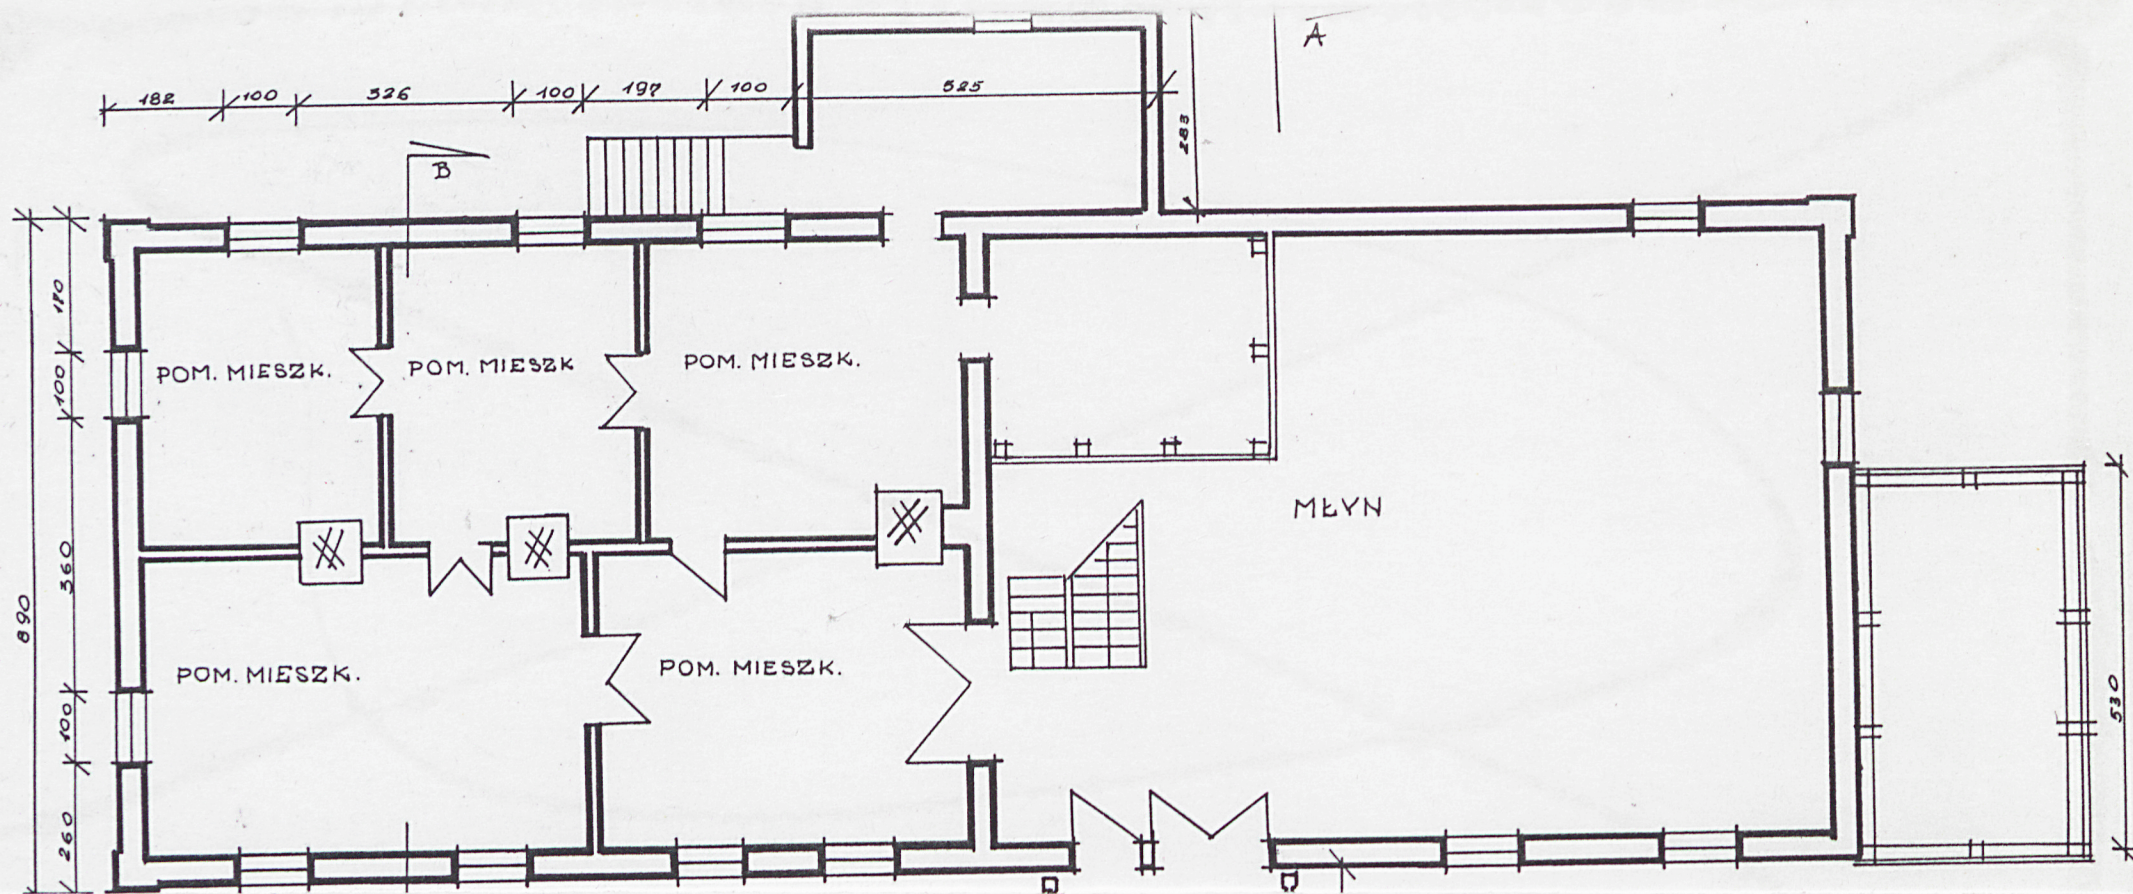 A
182 100 326 100 197 100 525
283
B
POM. MIESZK. POM. MIESZK POM. MIESZK.
MŁYN
POM. MIESZK. POM. MIESZK.
890
180
100
360
100
260
530